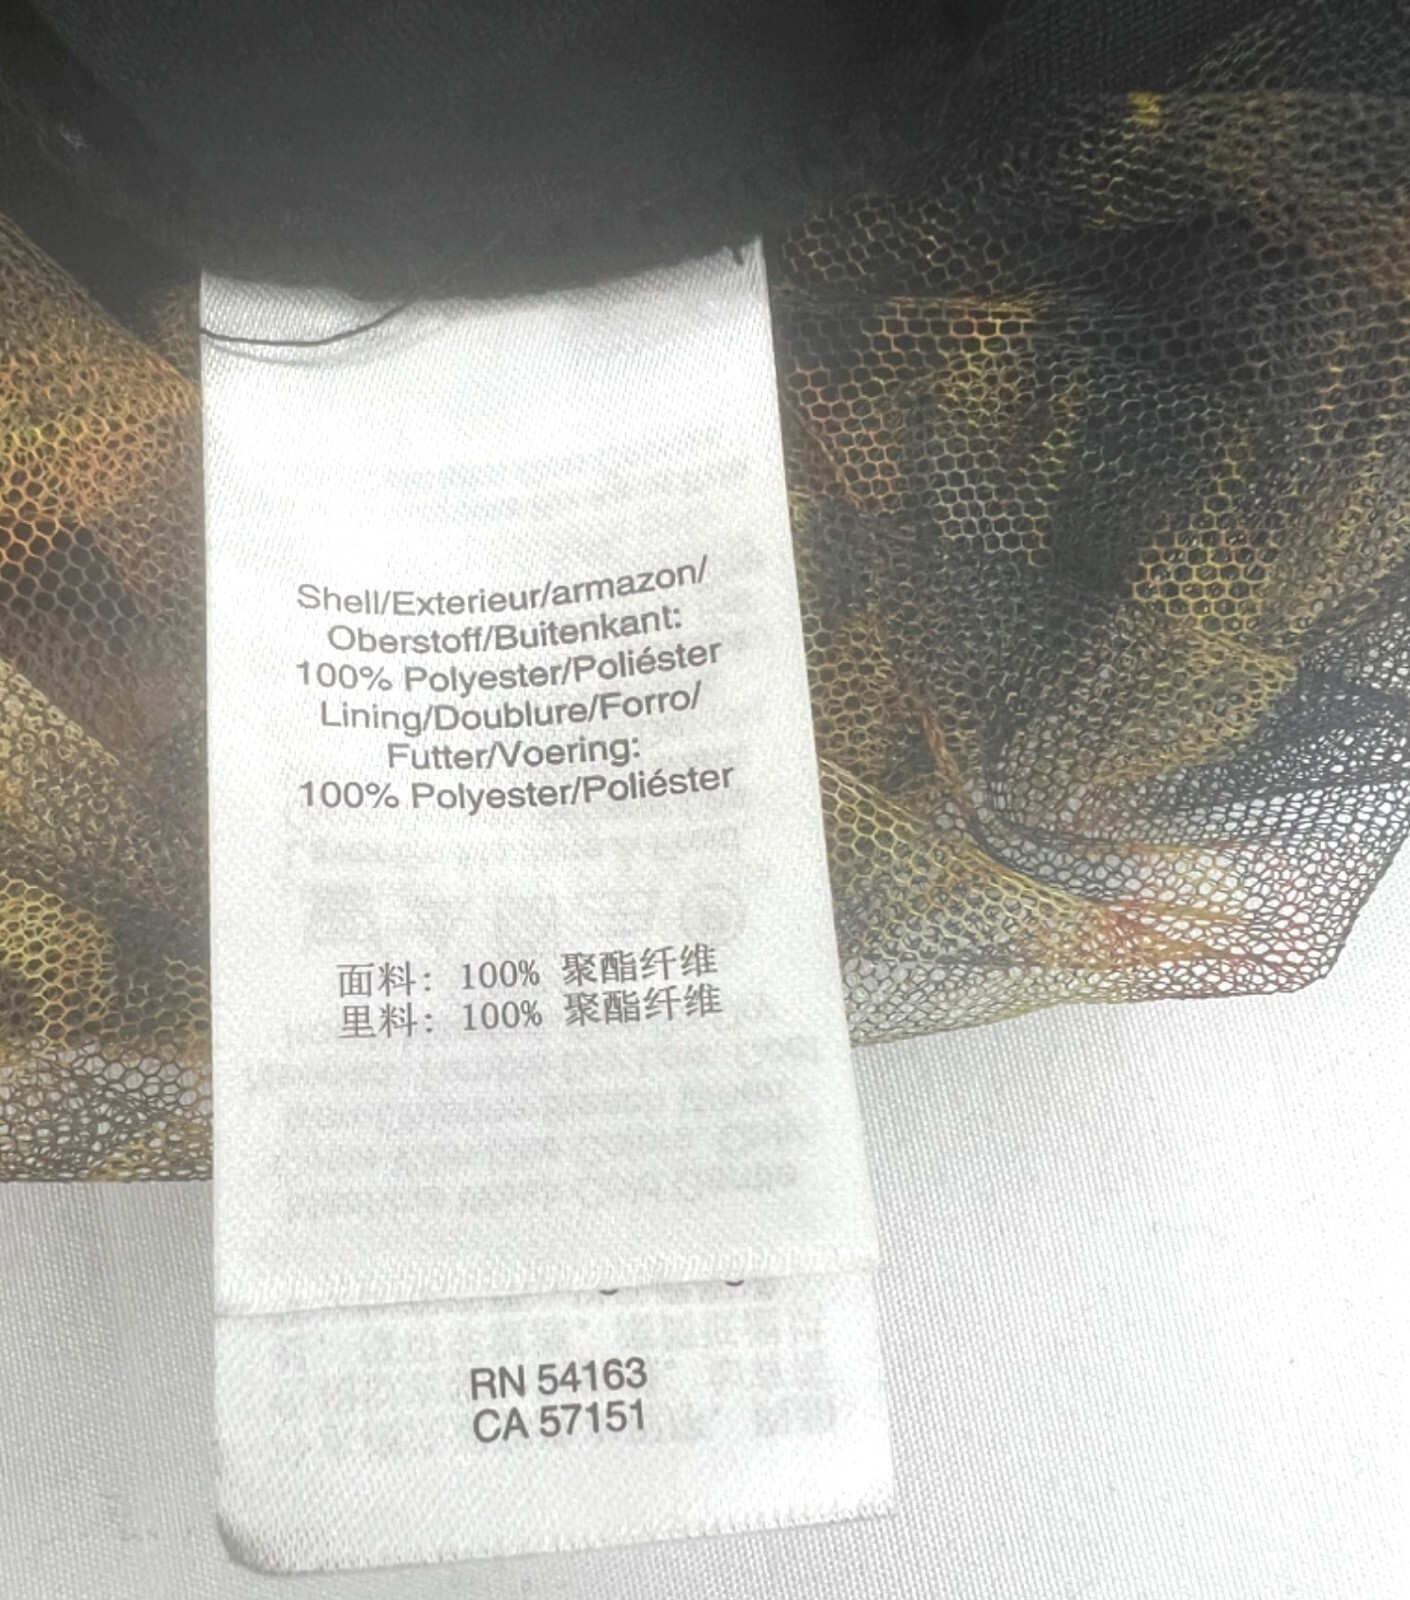 Shell/Exterieur/armazon/
Oberstoff/Buitenkant:
100% Polyester/Poliéster
Lining/Doublure/Forro/
Futter/Voering:
100% Polyester/Poliéster
面料: 100% 聚酯纤维
里料: 100% 聚酯纤维
RN 54163
CA 57151